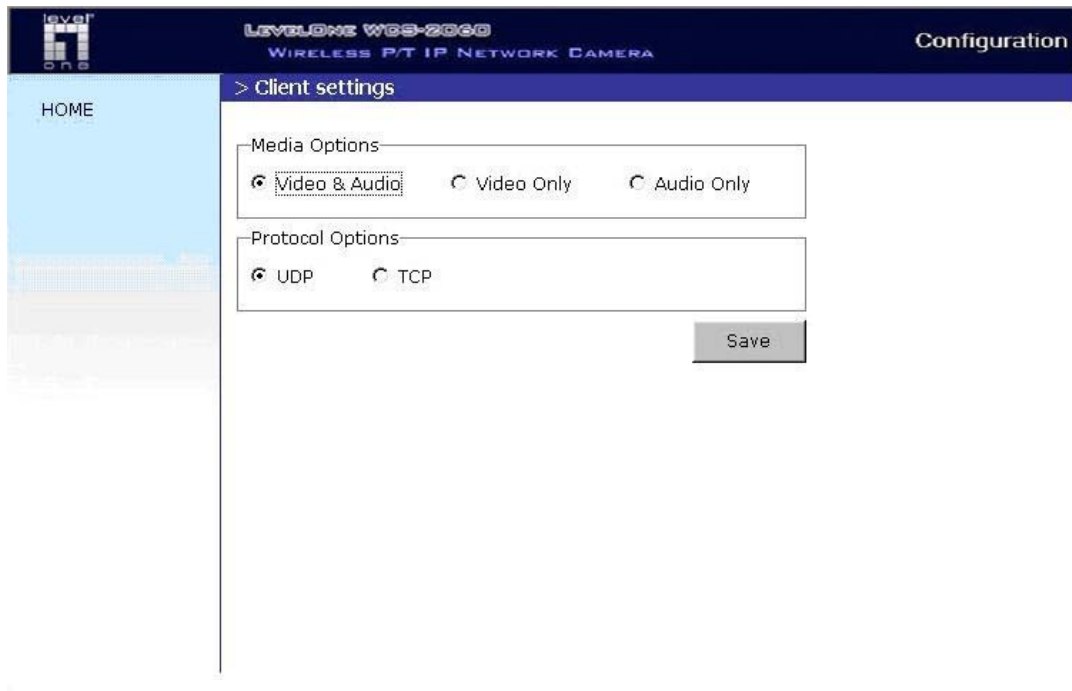 level
one
LEVELONE WCS-2060
WIRELESS P/T IP NETWORK CAMERA
Configuration
HOME
> Client settings
Media Options
Video & Audio
Video Only
Audio Only
Protocol Options
UDP
TCP
Save